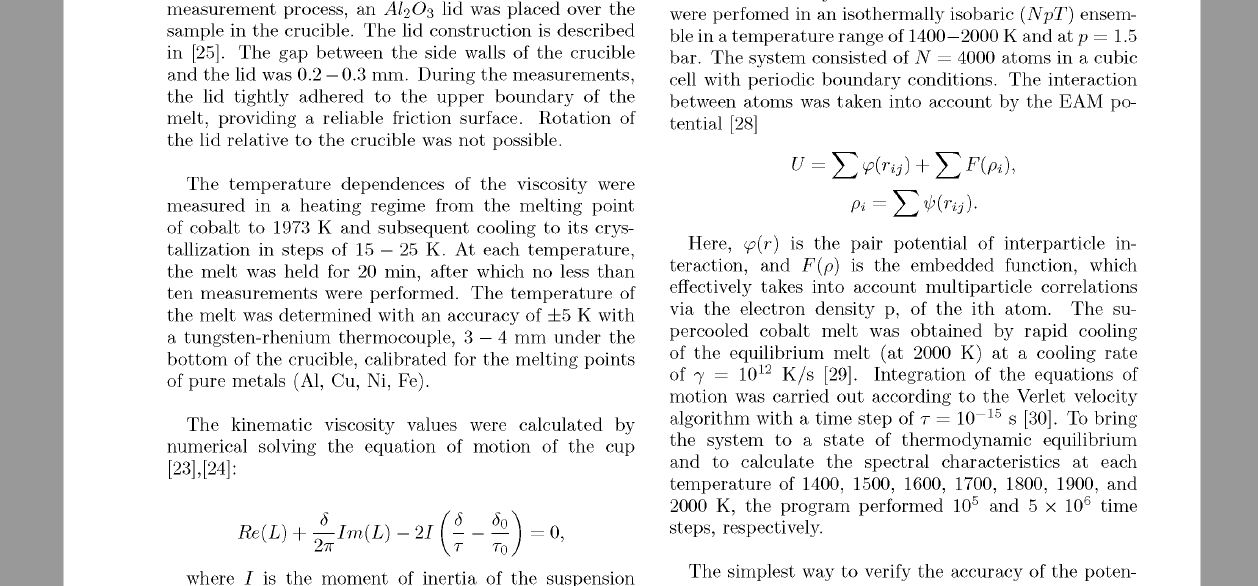 measurement process, an Al₂O₃ lid was placed over the
sample in the crucible. The lid construction is described
in [25]. The gap between the side walls of the crucible
and the lid was 0.2 – 0.3 mm. During the measurements,
the lid tightly adhered to the upper boundary of the
melt, providing a reliable friction surface. Rotation of
the lid relative to the crucible was not possible.
The temperature dependences of the viscosity were
measured in a heating regime from the melting point
of cobalt to 1973 K and subsequent cooling to its crys-
tallization in steps of 15 – 25 K. At each temperature,
the melt was held for 20 min, after which no less than
ten measurements were performed. The temperature of
the melt was determined with an accuracy of ±5 K with
a tungsten-rhenium thermocouple, 3 – 4 mm under the
bottom of the crucible, calibrated for the melting points
of pure metals (Al, Cu, Ni, Fe).
The kinematic viscosity values were calculated by
numerical solving the equation of motion of the cup
[23],[24]:
Re(L) + δ/2π Im(L) − 2I (δ/τ − δ₀/τ₀) = 0,
where I is the moment of inertia of the suspension
were perfomed in an isothermally isobaric (NpT) ensem-
ble in a temperature range of 1400−2000 K and at p = 1.5
bar. The system consisted of N = 4000 atoms in a cubic
cell with periodic boundary conditions. The interaction
between atoms was taken into account by the EAM po-
tential [28]
U = ∑ φ(rᵢⱼ) + ∑ F(ρᵢ),
ρᵢ = ∑ ψ(rᵢⱼ).
Here, φ(r) is the pair potential of interparticle in-
teraction, and F(ρ) is the embedded function, which
effectively takes into account multiparticle correlations
via the electron density p, of the ith atom. The su-
percooled cobalt melt was obtained by rapid cooling
of the equilibrium melt (at 2000 K) at a cooling rate
of γ = 10¹² K/s [29]. Integration of the equations of
motion was carried out according to the Verlet velocity
algorithm with a time step of τ = 10⁻¹⁵ s [30]. To bring
the system to a state of thermodynamic equilibrium
and to calculate the spectral characteristics at each
temperature of 1400, 1500, 1600, 1700, 1800, 1900, and
2000 K, the program performed 10⁵ and 5 × 10⁶ time
steps, respectively.
The simplest way to verify the accuracy of the poten-